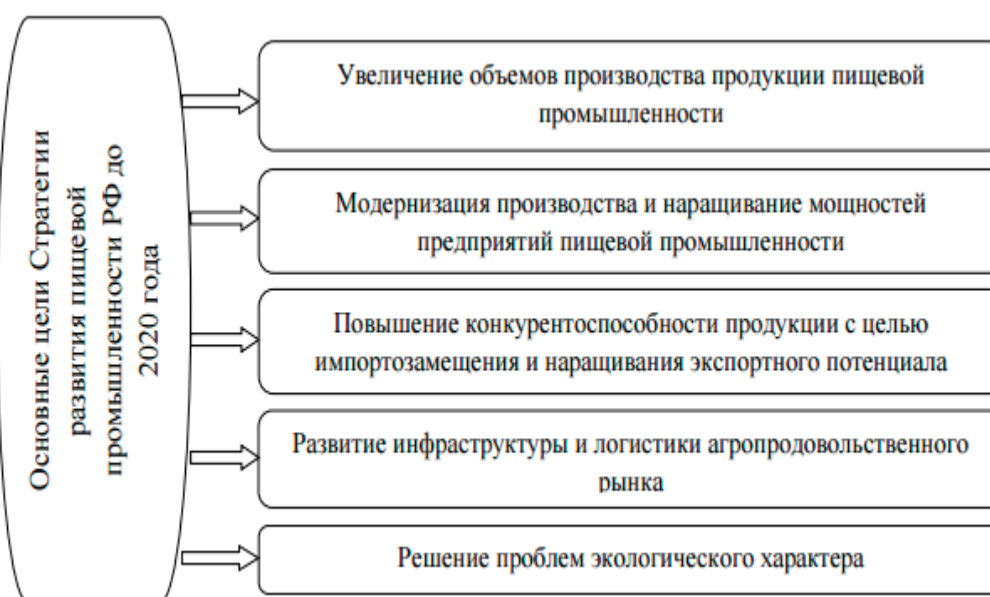 Основные цели Стратегии
развития пищевой
промышленности РФ до
2020 года
Увеличение объемов производства продукции пищевой
промышленности
Модернизация производства и наращивание мощностей
предприятий пищевой промышленности
Повышение конкурентоспособности продукции с целью
импортозамещения и наращивания экспортного потенциала
Развитие инфраструктуры и логистики агропродовольственного
рынка
Решение проблем экологического характера